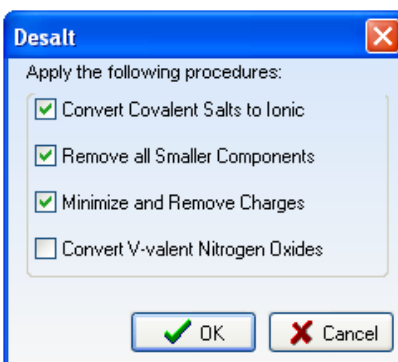 Desalt
Apply the following procedures:
Convert Covalent Salts to Ionic
Remove all Smaller Components
Minimize and Remove Charges
Convert V-valent Nitrogen Oxides
OK
Cancel